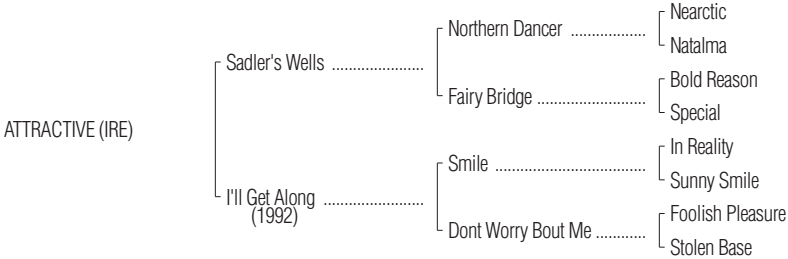 Nearctic
Northern Dancer ..................
Natalma
Sadler's Wells ......................
Bold Reason
Fairy Bridge ..........................
Special
ATTRACTIVE (IRE)
In Reality
Smile ....................................
Sunny Smile
I'll Get Along ........................
(1992)
Foolish Pleasure
Dont Worry Bout Me ............
Stolen Base